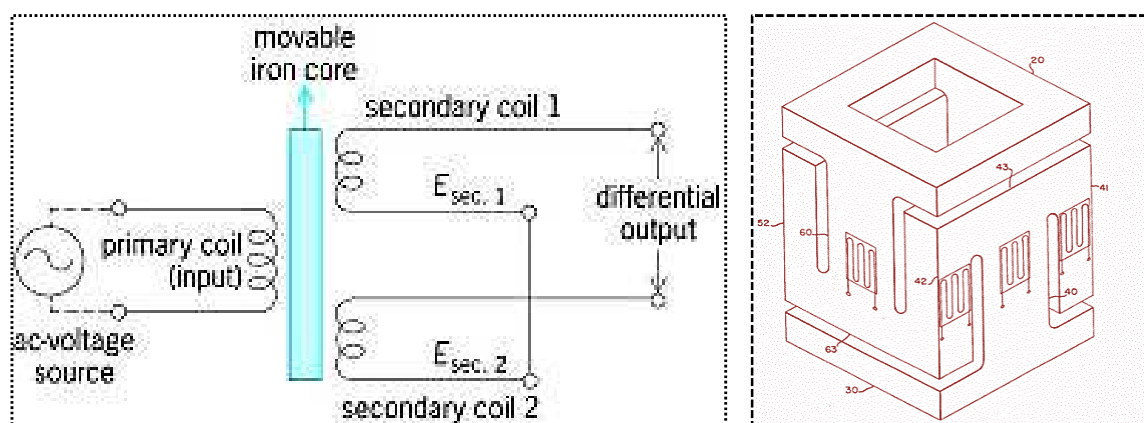 movable
iron core
secondary coil 1
E sec. 1
differential
output
primary coil
(input)
ac-voltage
source
E sec. 2
secondary coil 2
20
43
41
52
60
42
40
63
30